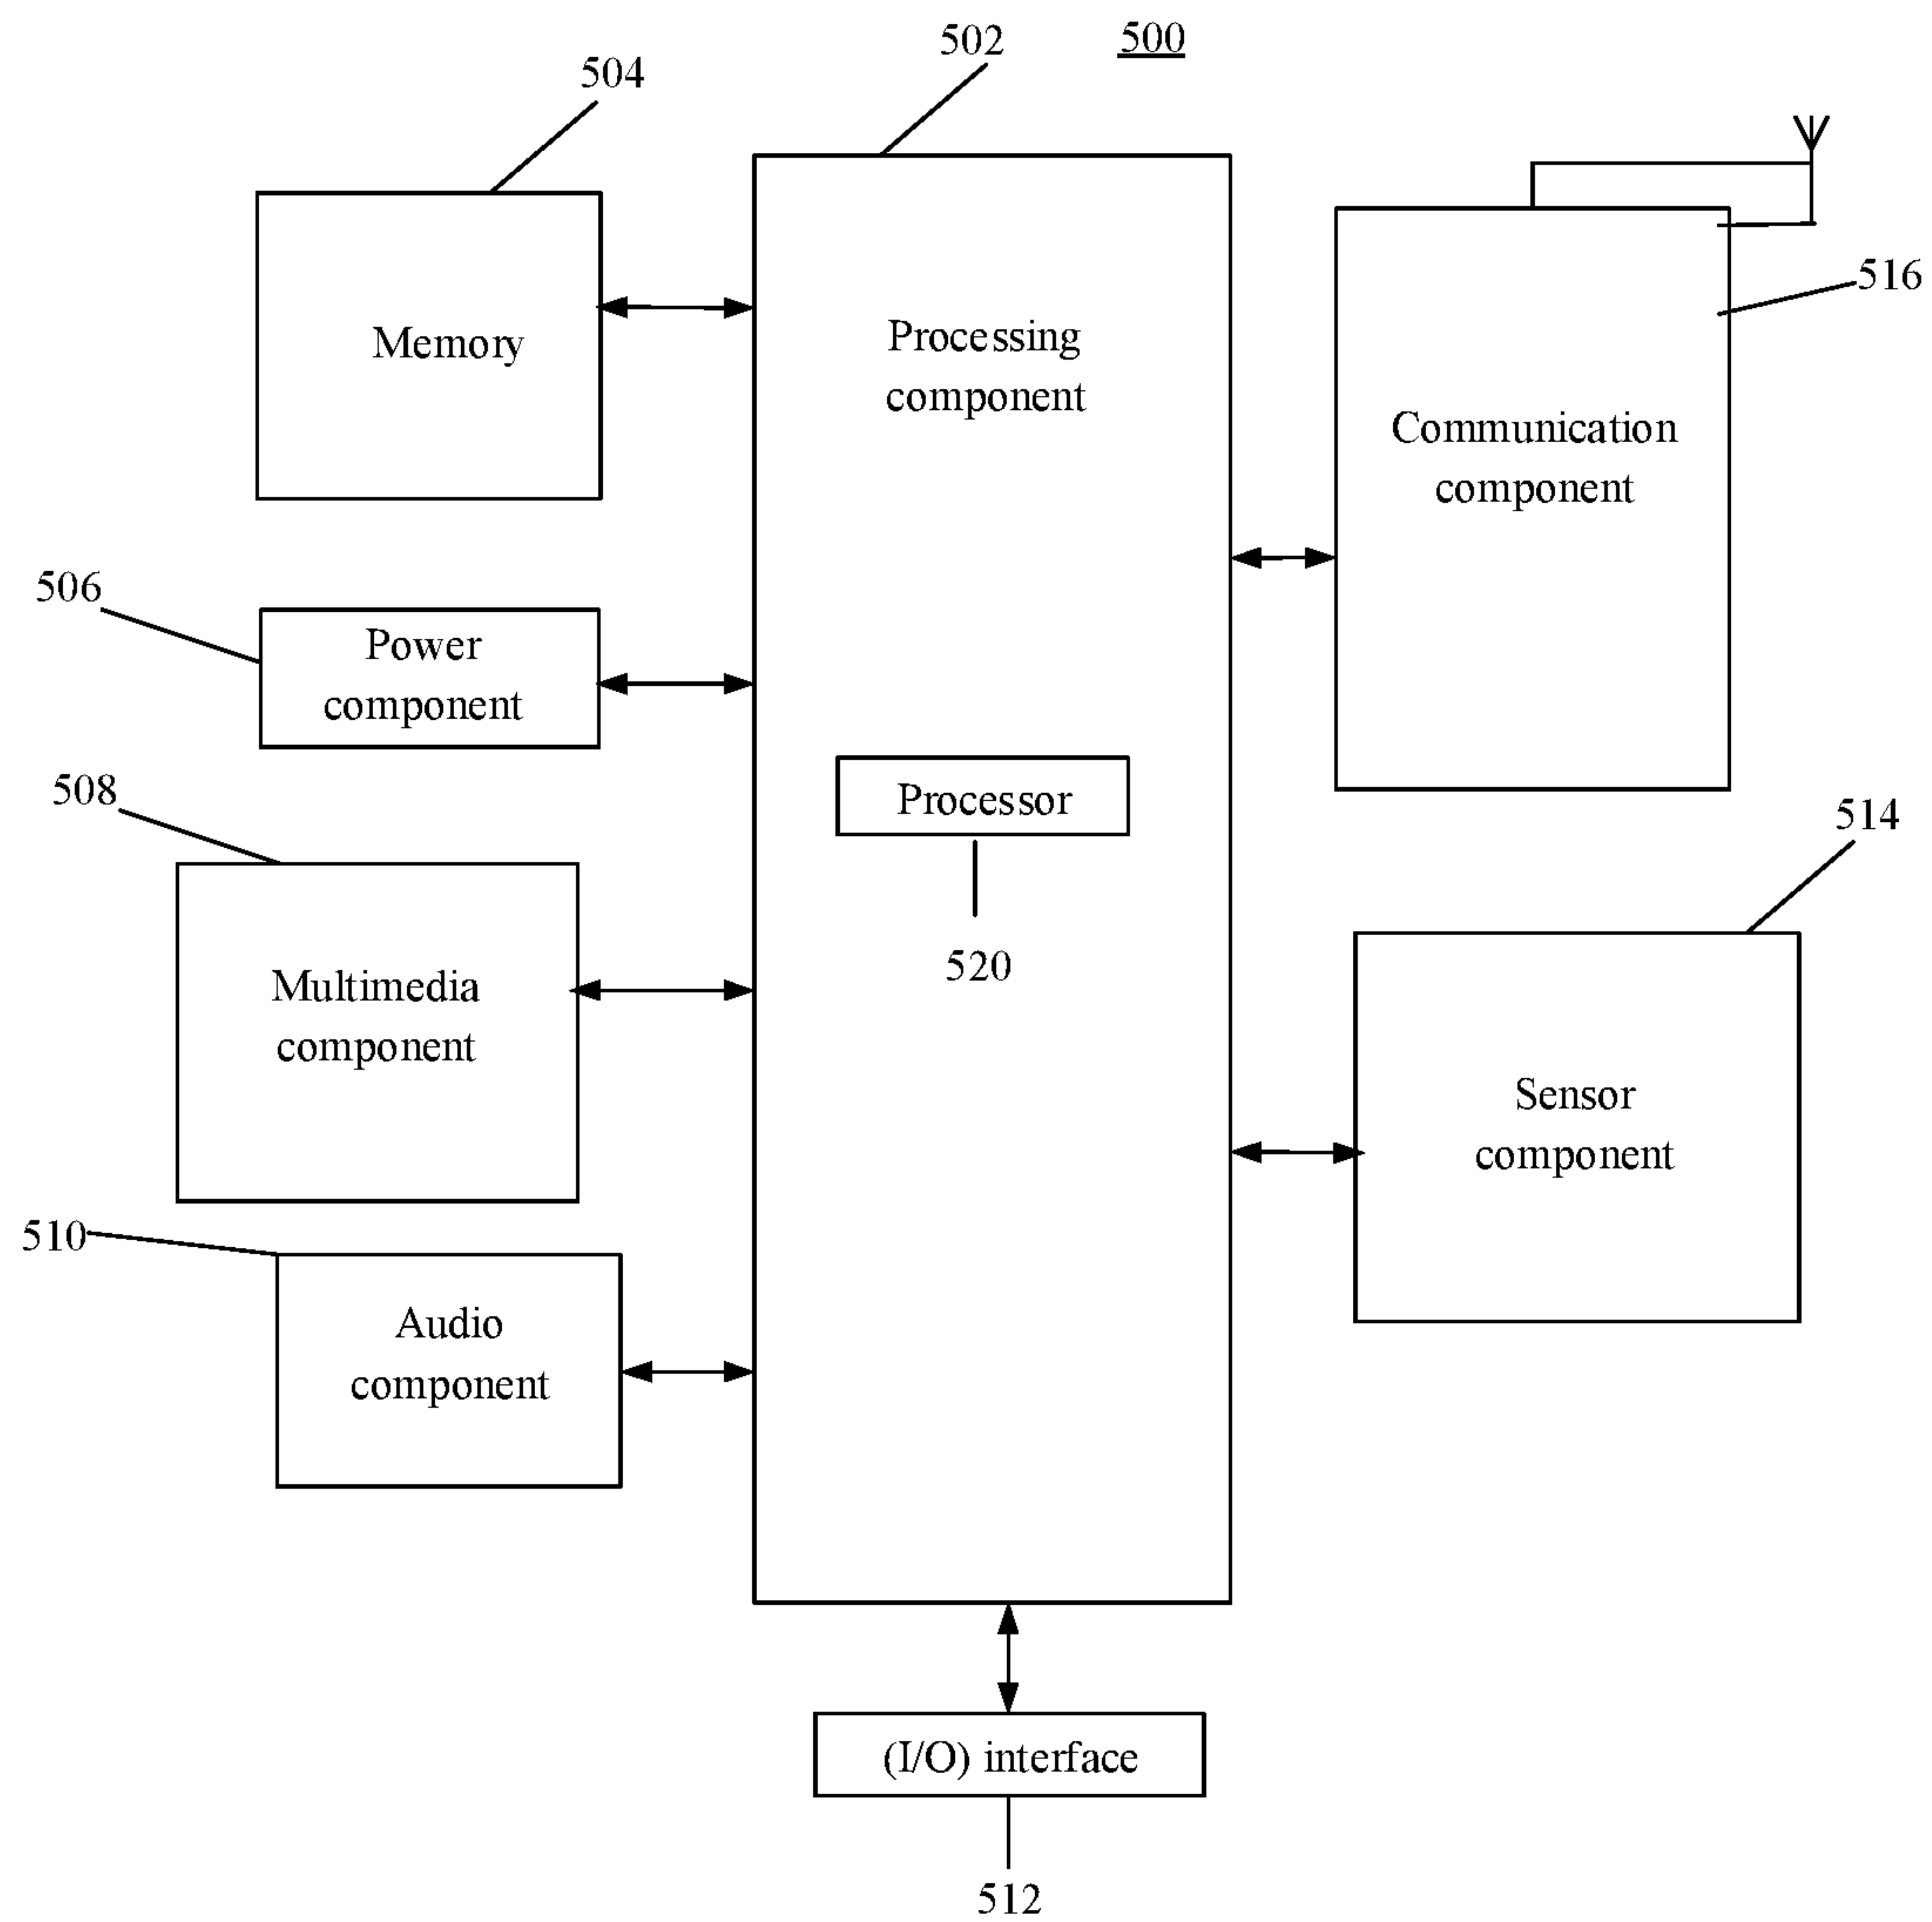 500
502
504
Memory
Processing
component
516
Communication
component
506
Power
component
508
Processor
520
514
Multimedia
component
Sensor
component
510
Audio
component
(I/O) interface
512